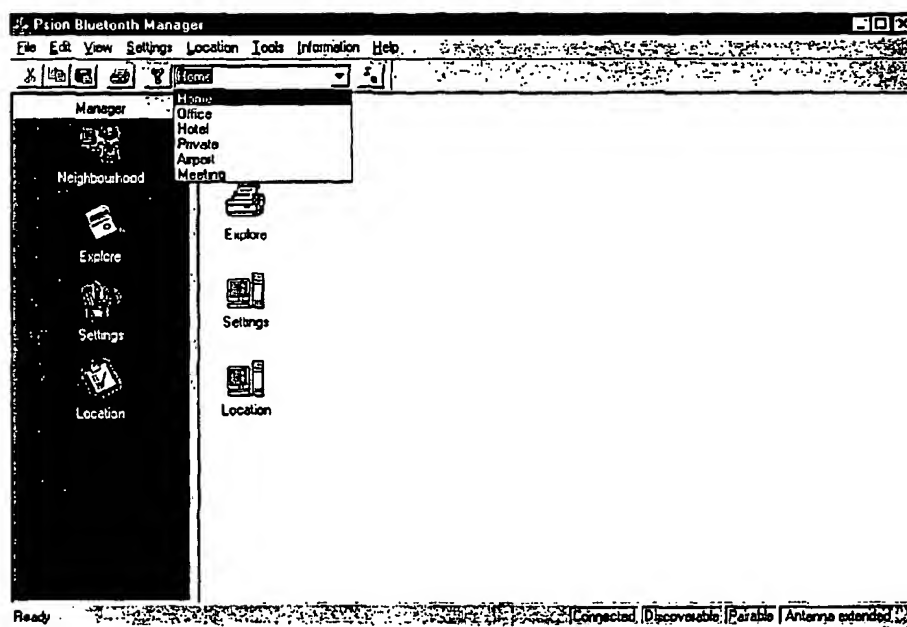 Psion Bluetooth Manager
File Edit View Settings Location Tools Information Help
Home
Manager
Home
Office
Hotel
Private
Airport
Meeting
Neighbourhood
Explore
Explore
Settings
Settings
Location
Location
Ready Connected Discoverable Pairable Antenna extended